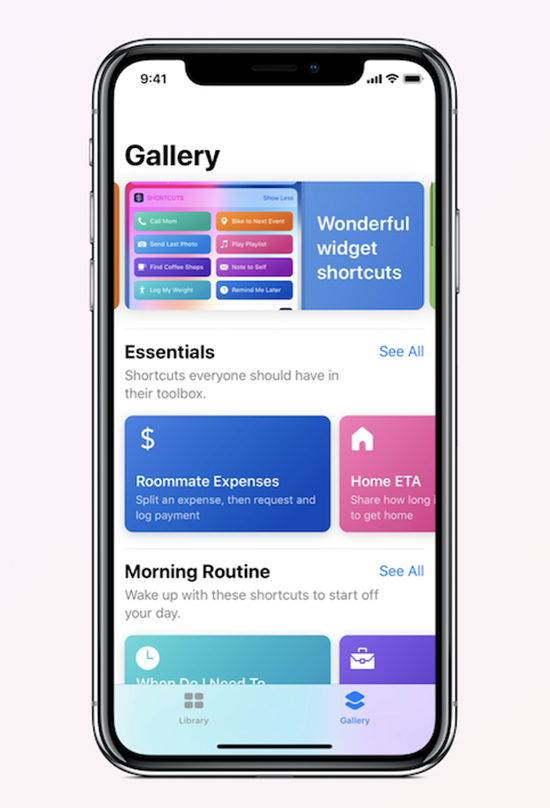 9:41
Gallery
SHORTCUTS
Show Less
Call Mom
Bike to Next Event
Send Last Photo
Play Playlist
Find Coffee Shops
Note to Self
Log My Weight
Remind Me Later
Wonderful
widget
shortcuts
Essentials
See All
Shortcuts everyone should have in
their toolbox.
$
Roommate Expenses
Split an expense, then request and
log payment
Home ETA
Share how long
to get home
Morning Routine
See All
Wake up with these shortcuts to start off
your day.
When Do I Need To
Library
Gallery